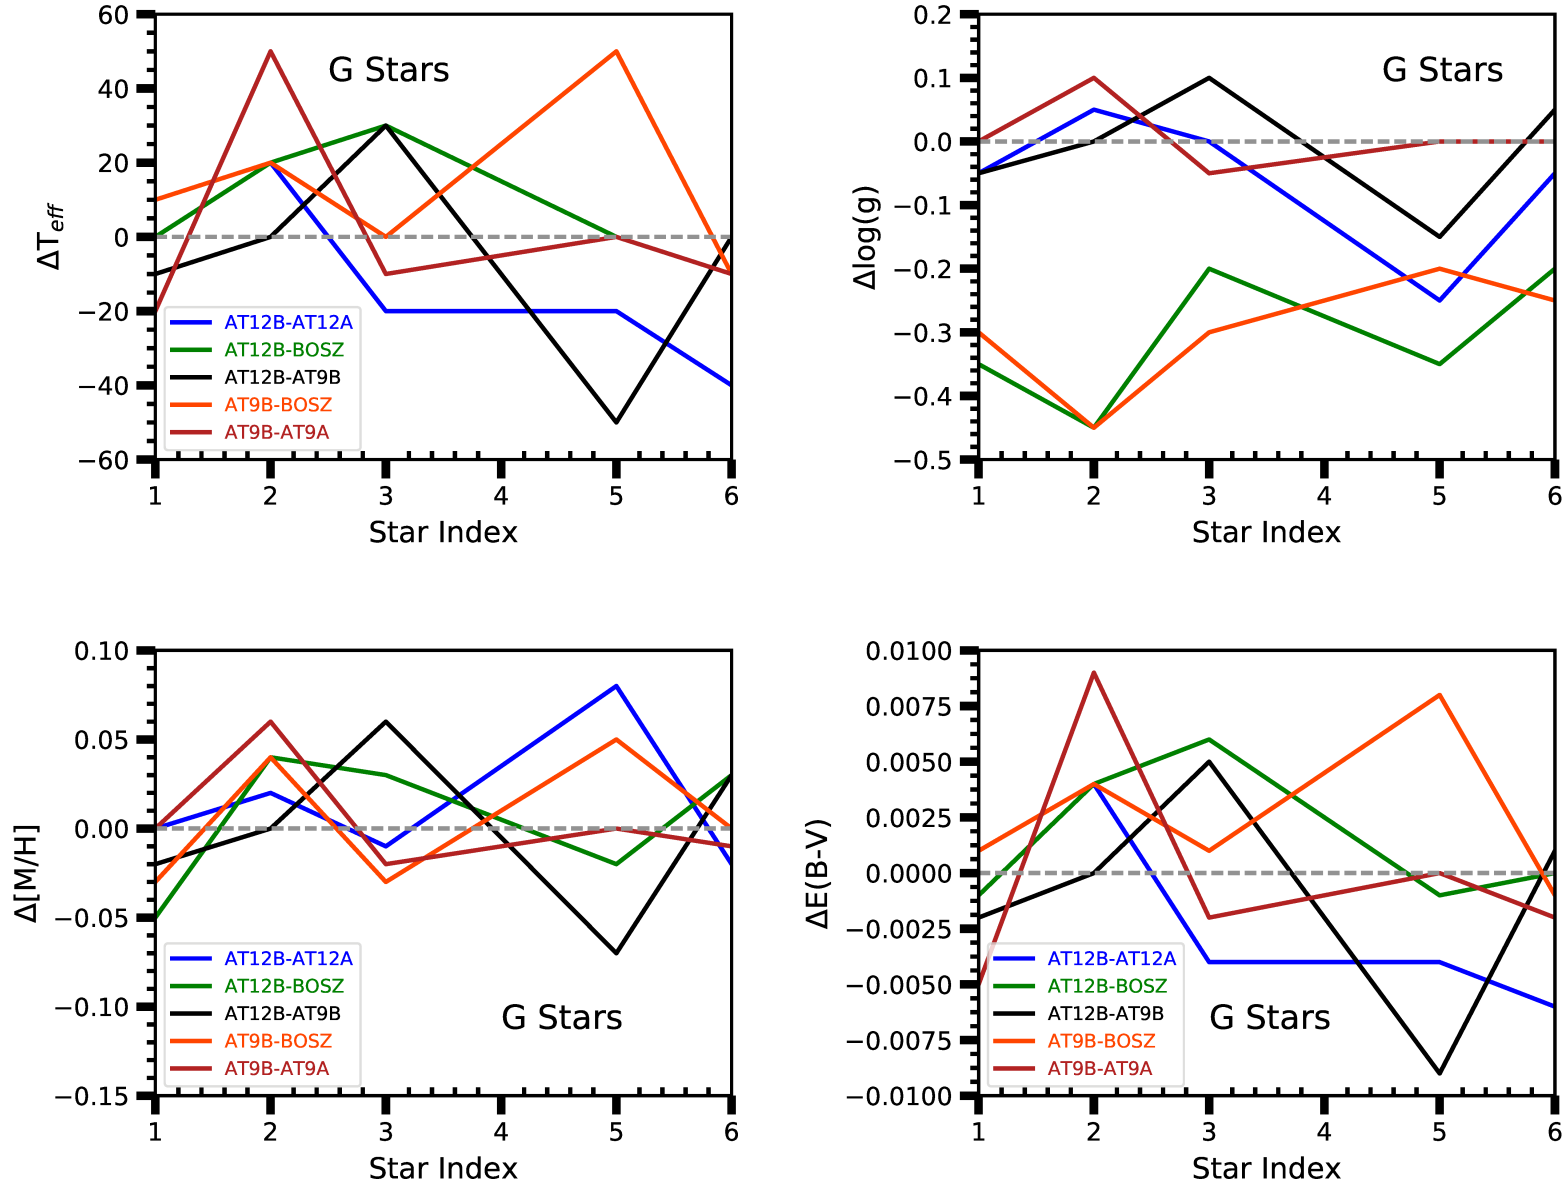 60
40
20
0
−20
−40
−60
ΔTeff
G Stars
AT12B-AT12A
AT12B-BOSZ
AT12B-AT9B
AT9B-BOSZ
AT9B-AT9A
1 2 3 4 5 6
Star Index
0.2
0.1
0.0
−0.1
−0.2
−0.3
−0.4
−0.5
Δlog(g)
G Stars
1 2 3 4 5 6
Star Index
0.10
0.05
0.00
−0.05
−0.10
−0.15
Δ[M/H]
AT12B-AT12A
AT12B-BOSZ
AT12B-AT9B
AT9B-BOSZ
AT9B-AT9A
G Stars
1 2 3 4 5 6
Star Index
0.0100
0.0075
0.0050
0.0025
0.0000
−0.0025
−0.0050
−0.0075
−0.0100
ΔE(B-V)
AT12B-AT12A
AT12B-BOSZ
AT12B-AT9B
AT9B-BOSZ
AT9B-AT9A
G Stars
1 2 3 4 5 6
Star Index